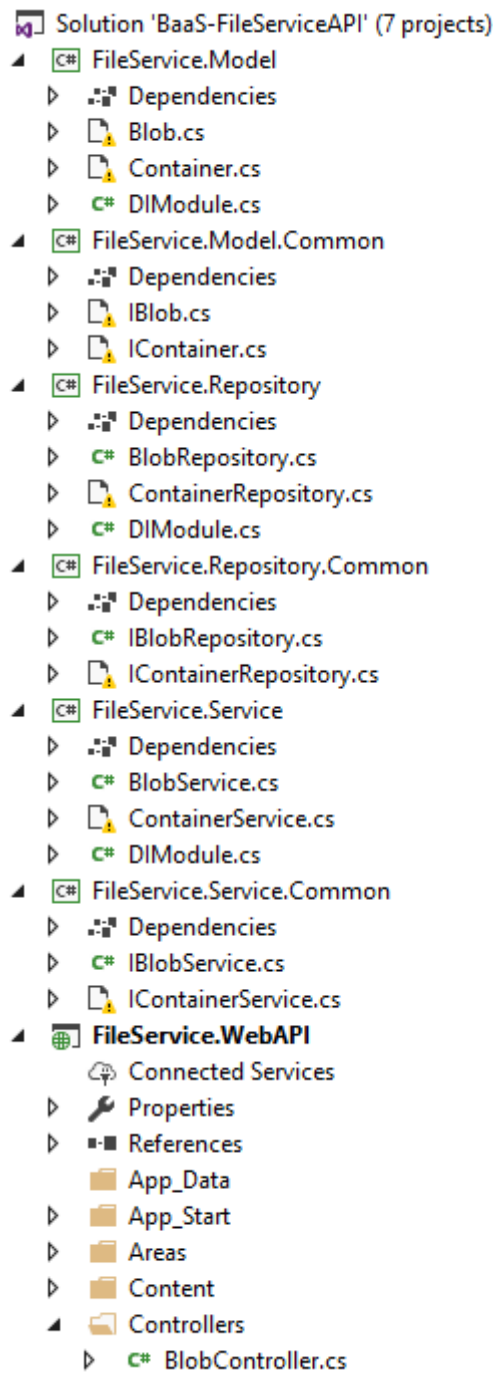 Solution 'BaaS-FileServiceAPI' (7 projects)
C# FileService.Model
Dependencies
Blob.cs
Container.cs
C# DIModule.cs
C# FileService.Model.Common
Dependencies
IBlob.cs
IContainer.cs
C# FileService.Repository
Dependencies
C# BlobRepository.cs
ContainerRepository.cs
C# DIModule.cs
C# FileService.Repository.Common
Dependencies
C# IBlobRepository.cs
IContainerRepository.cs
C# FileService.Service
Dependencies
C# BlobService.cs
ContainerService.cs
C# DIModule.cs
C# FileService.Service.Common
Dependencies
C# IBlobService.cs
IContainerService.cs
FileService.WebAPI
Connected Services
Properties
References
App_Data
App_Start
Areas
Content
Controllers
C# BlobController.cs